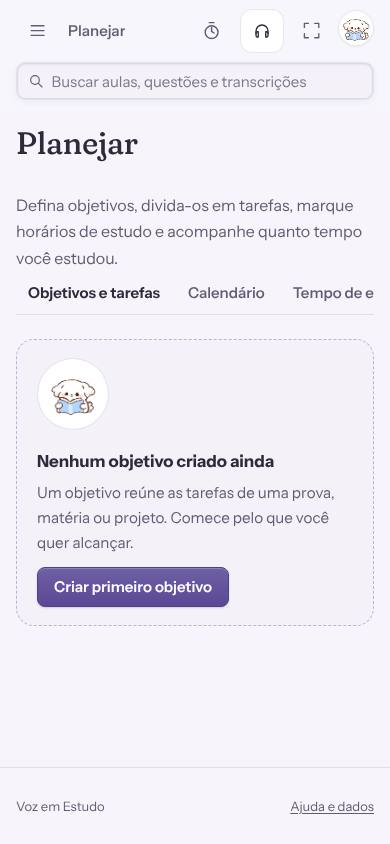 Planejar
Buscar aulas, questões e transcrições
Planejar
Defina objetivos, divida-os em tarefas, marque
horários de estudo e acompanhe quanto tempo
você estudou.
Objetivos e tarefas
Calendário
Tempo de e
Nenhum objetivo criado ainda
Um objetivo reúne as tarefas de uma prova,
matéria ou projeto. Comece pelo que você
quer alcançar.
Criar primeiro objetivo
Voz em Estudo
Ajuda e dados